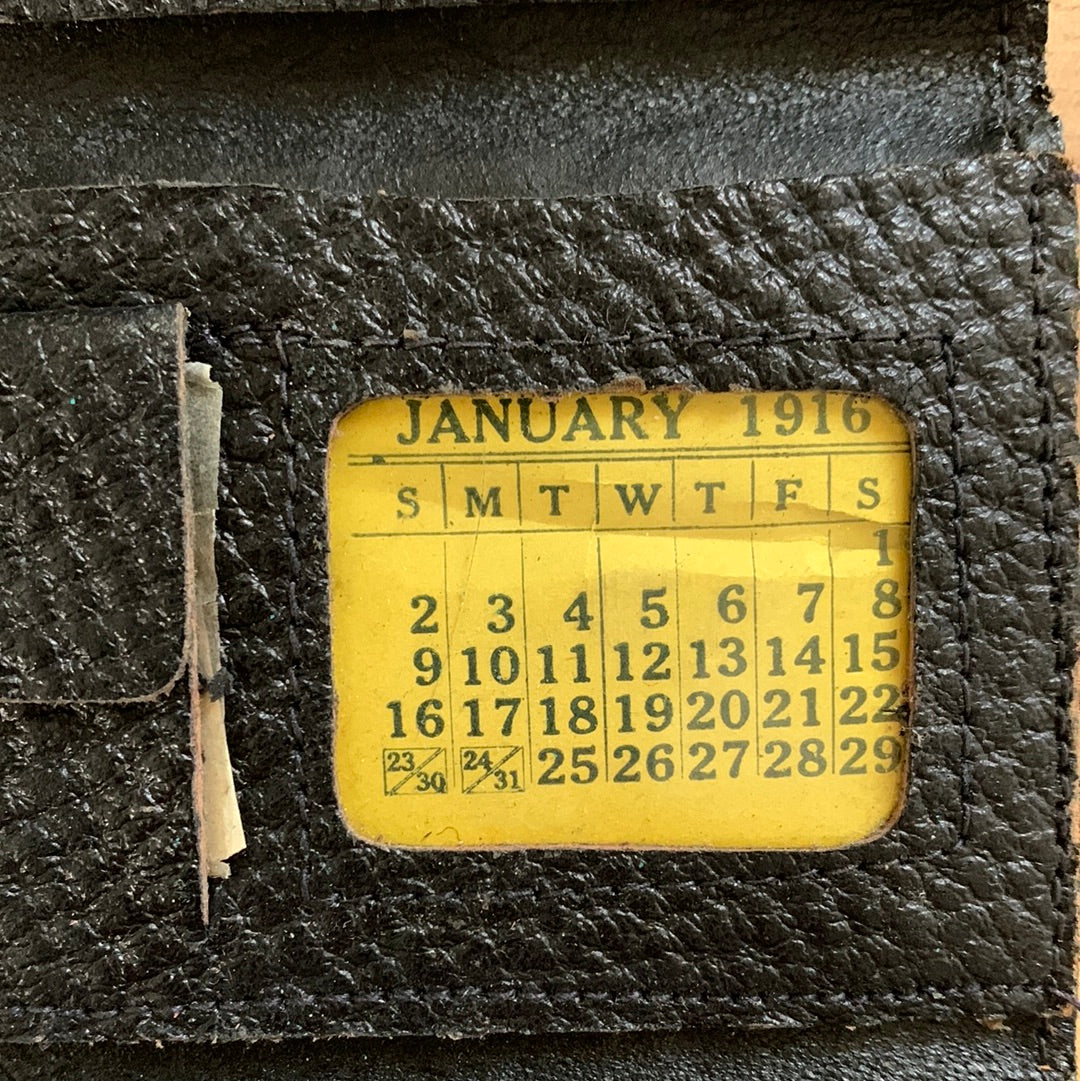 JANUARY 1916
S M T W T F S
1
2 3 4 5 6 7 8
9 10 11 12 13 14 15
16 17 18 19 20 21 22
23/30 24/31 25 26 27 28 29